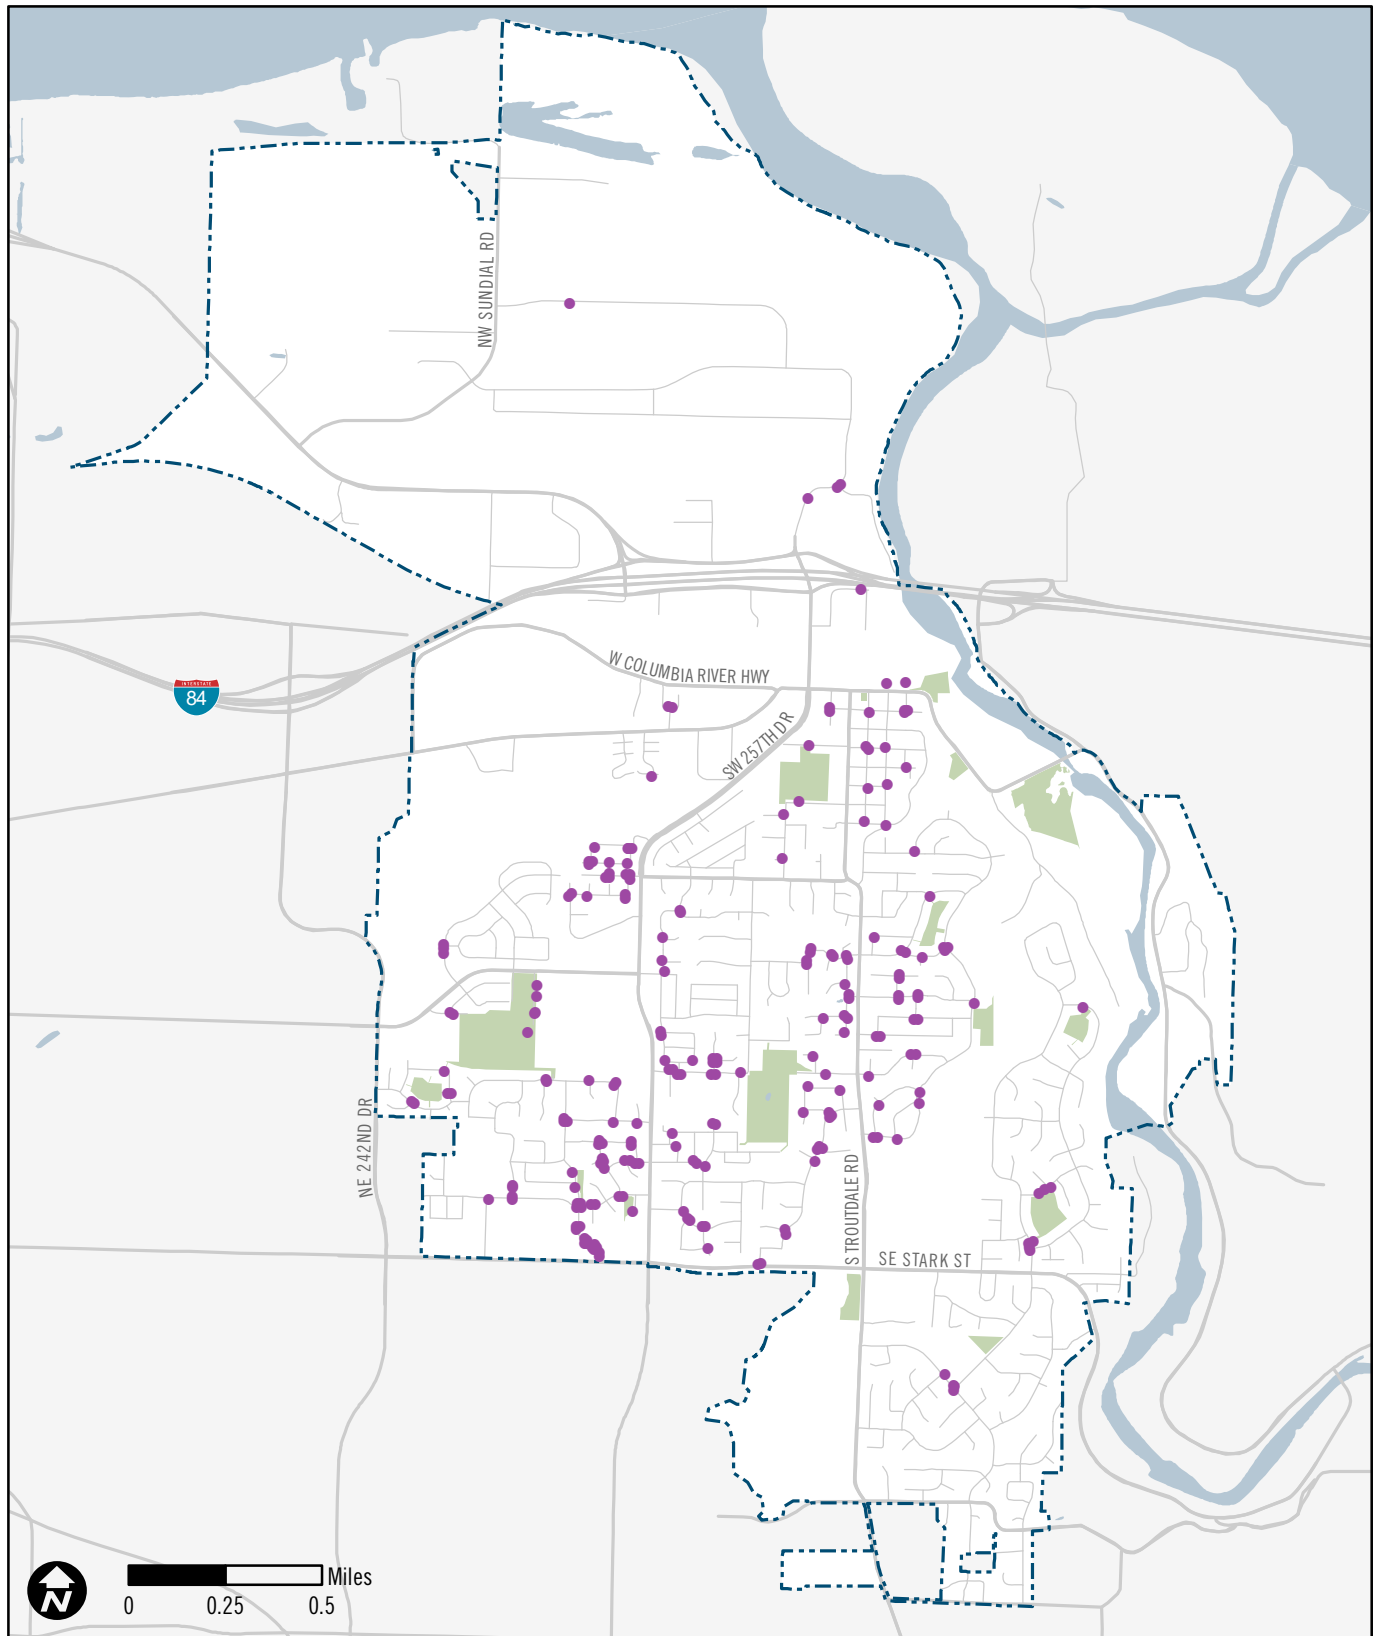 NW SUNDIAL RD
W COLUMBIA RIVER HWY
INTERSTATE
84
SW 257TH DR
NE 242ND DR
S TROUTDALE RD
SE STARK ST
N
Miles
0 0.25 0.5